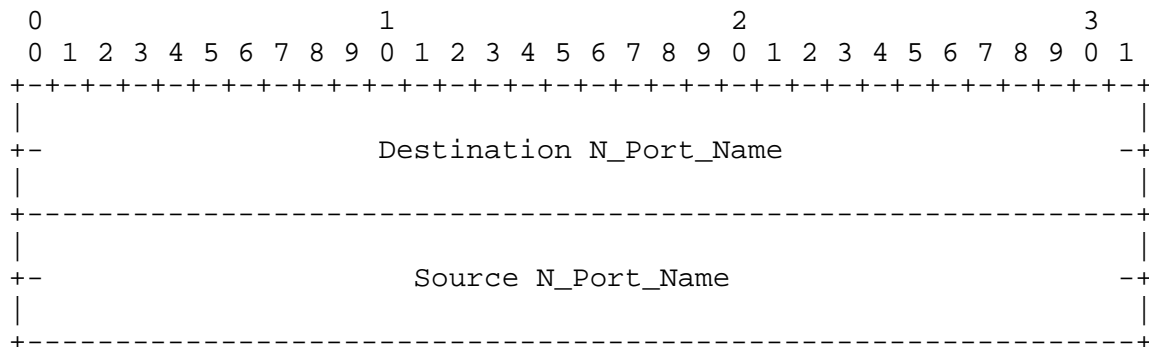 0                   1                   2                   3
 0 1 2 3 4 5 6 7 8 9 0 1 2 3 4 5 6 7 8 9 0 1 2 3 4 5 6 7 8 9 0 1
+-+-+-+-+-+-+-+-+-+-+-+-+-+-+-+-+-+-+-+-+-+-+-+-+-+-+-+-+-+-+-+-+
|                                                               |
+-                   Destination N_Port_Name                   -+
|                                                               |
+---------------------------------------------------------------+
|                                                               |
+-                     Source N_Port_Name                      -+
|                                                               |
+---------------------------------------------------------------+